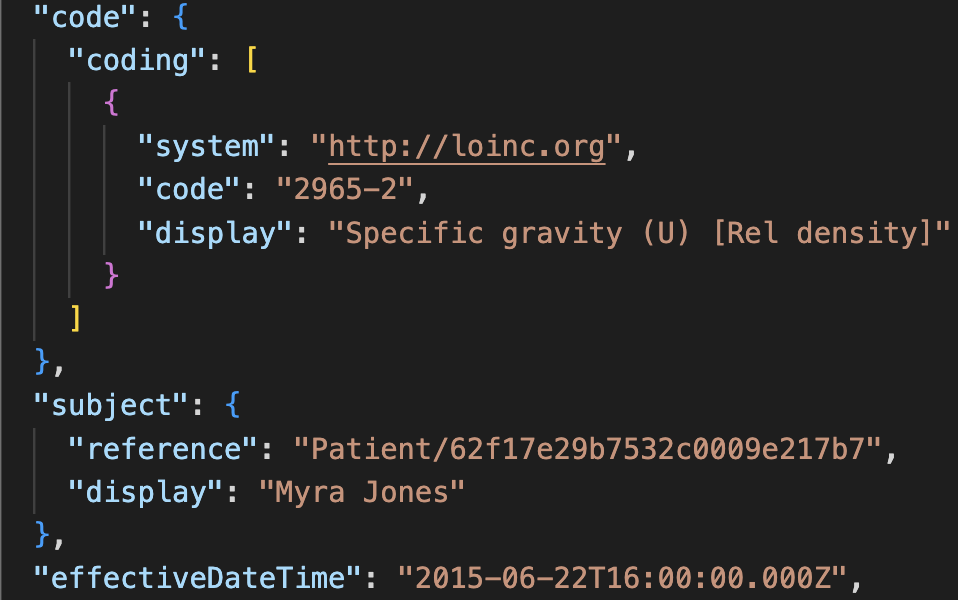 "code": {
"coding": [
{
"system": "http://loinc.org",
"code": "2965-2",
"display": "Specific gravity (U) [Rel density]"
}
]
},
"subject": {
"reference": "Patient/62f17e29b7532c0009e217b7",
"display": "Myra Jones"
},
"effectiveDateTime": "2015-06-22T16:00:00.000Z",